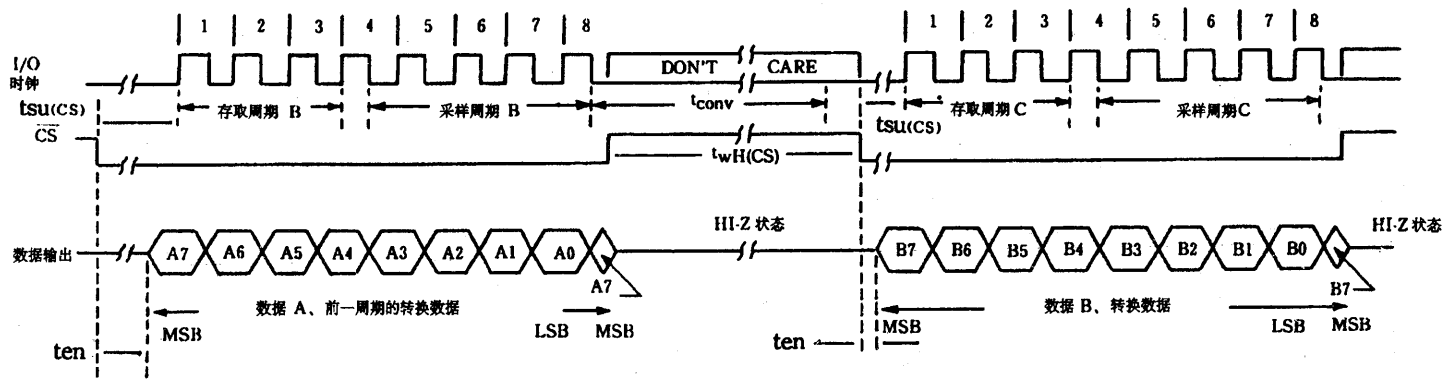 1 2 3 4 5 6 7 8 1 2 3 4 5 6 7 8
I/O
时钟
DON'T CARE
tsu(CS) 存取周期 B 采样周期 B tconv tsu(CS) 存取周期 C 采样周期 C
CS
twH(CS)
HI-Z 状态 HI-Z 状态
数据输出 A7 A6 A5 A4 A3 A2 A1 A0 B7 B6 B5 B4 B3 B2 B1 B0
A7 B7
数据 A、前一周期的转换数据 数据 B、转换数据
MSB LSB MSB MSB LSB MSB
ten ten